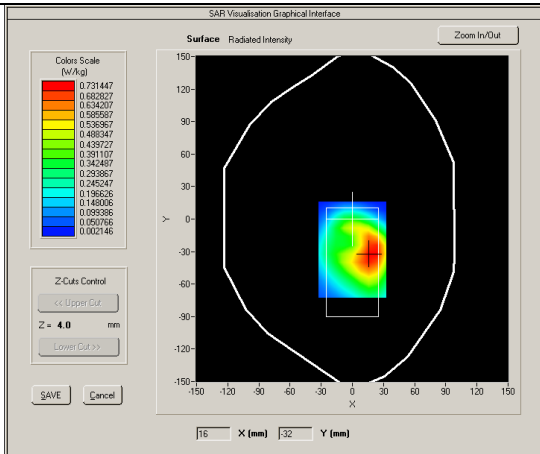 SAR Visualisation Graphical Interface
Surface Radiated Intensity
Zoom In/Out
Colors Scale
(W/kg)
0.731447
0.682827
0.634207
0.585587
0.536967
0.488347
0.439727
0.391107
0.342487
0.293867
0.245247
0.196626
0.148006
0.099386
0.050766
0.002146
Z-Cuts Control
<< Upper Cut
Z = 4.0 mm
Lower Cut >>
SAVE
Cancel
150
120
90
60
30
0
-30
-60
-90
-120
-150
Y
-150 -120 -90 -60 -30 0 30 60 90 120 150
X
16 X (mm) -32 Y (mm)